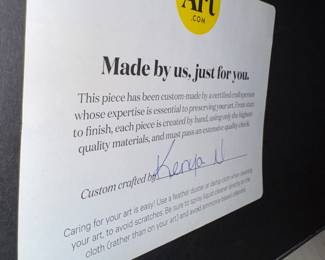 Art
.COM
Made by us, just for you.
This piece has been custom-made by a certified craftsperson
whose expertise is essential to preserving your art. From start
to finish, each piece is created by hand, using only the highest
quality materials, and must pass an extensive quality check.
Custom crafted by Kenya N
Caring for your art is easy! Use a feather duster or damp cloth when cleaning
your art, to avoid scratches. Be sure to spray liquid cleaner directly on the
cloth (rather than on your art) and avoid ammonia-based cleaners.